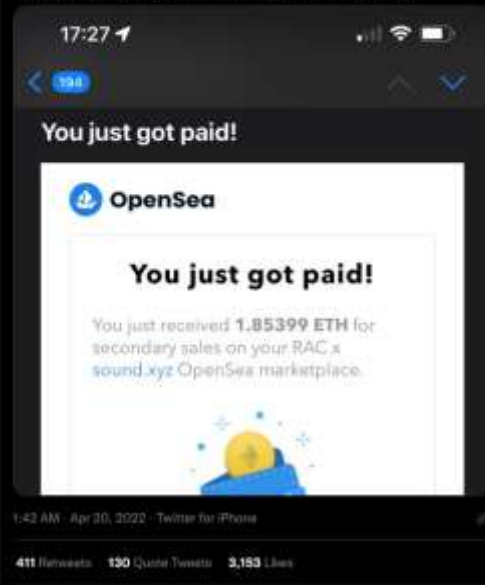 17:27
194
You just got paid!
OpenSea
You just got paid!
You just received 1.85399 ETH for
secondary sales on your RAC x
sound.xyz OpenSea marketplace.
1:42 AM · Apr 20, 2022 · Twitter for iPhone
411 Retweets 130 Quote Tweets 3,153 Likes